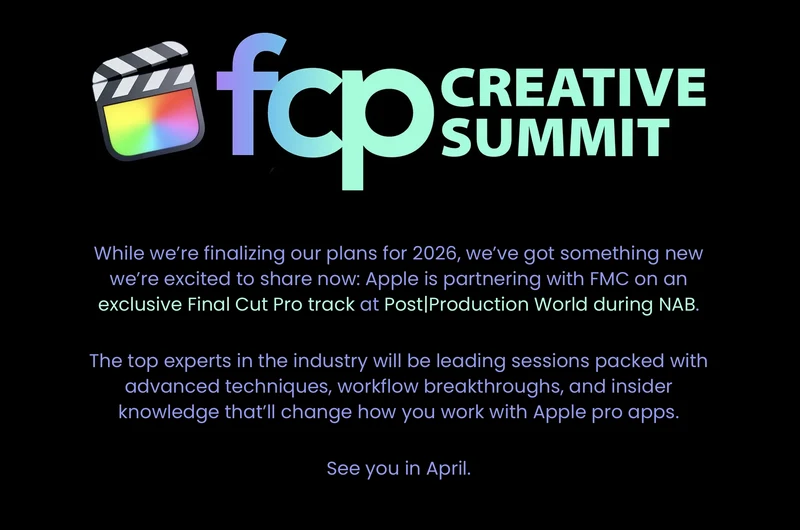 fcp CREATIVE
SUMMIT
While we’re finalizing our plans for 2026, we’ve got something new
we’re excited to share now: Apple is partnering with FMC on an
exclusive Final Cut Pro track at Post|Production World during NAB.
The top experts in the industry will be leading sessions packed with
advanced techniques, workflow breakthroughs, and insider
knowledge that’ll change how you work with Apple pro apps.
See you in April.